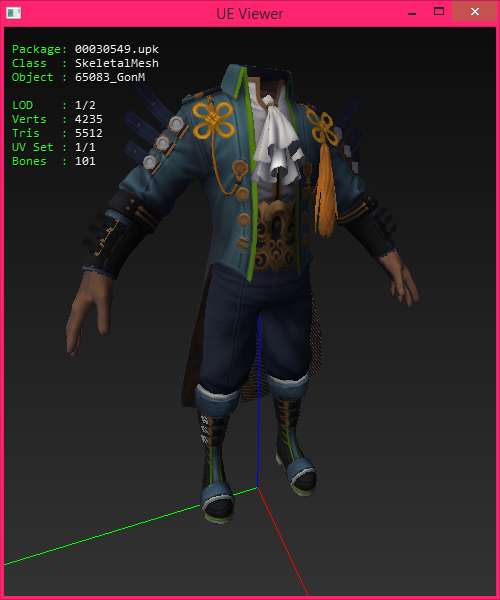 UE Viewer
Package: 00030549.upk
Class : SkeletalMesh
Object : 65083_GonM
LOD : 1/2
Verts : 4235
Tris : 5512
UV Set : 1/1
Bones : 101